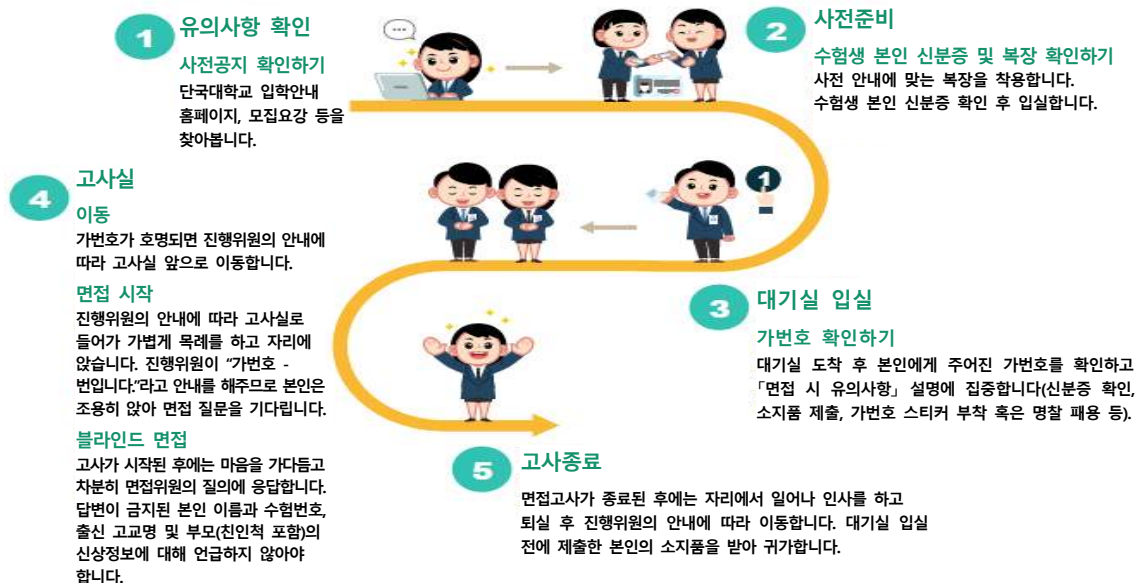 1
유의사항 확인
사전공지 확인하기
단국대학교 입학안내
홈페이지, 모집요강 등을
찾아봅니다.
2
사전준비
수험생 본인 신분증 및 복장 확인하기
사전 안내에 맞는 복장을 착용합니다.
수험생 본인 신분증 확인 후 입실합니다.
1
3
대기실 입실
가번호 확인하기
대기실 도착 후 본인에게 주어진 가번호를 확인하고
「면접 시 유의사항」 설명에 집중합니다(신분증 확인,
소지품 제출, 가번호 스티커 부착 혹은 명찰 패용 등).
4
고사실
이동
가번호가 호명되면 진행위원의 안내에
따라 고사실 앞으로 이동합니다.
면접 시작
진행위원의 안내에 따라 고사실로
들어가 가볍게 목례를 하고 자리에
앉습니다. 진행위원이 “가번호 -
번입니다.”라고 안내를 해주므로 본인은
조용히 앉아 면접 질문을 기다립니다.
블라인드 면접
고사가 시작된 후에는 마음을 가다듬고
차분히 면접위원의 질의에 응답합니다.
답변이 금지된 본인 이름과 수험번호,
출신 고교명 및 부모(친인척 포함)의
신상정보에 대해 언급하지 않아야
합니다.
5
고사종료
면접고사가 종료된 후에는 자리에서 일어나 인사를 하고
퇴실 후 진행위원의 안내에 따라 이동합니다. 대기실 입실
전에 제출한 본인의 소지품을 받아 귀가합니다.